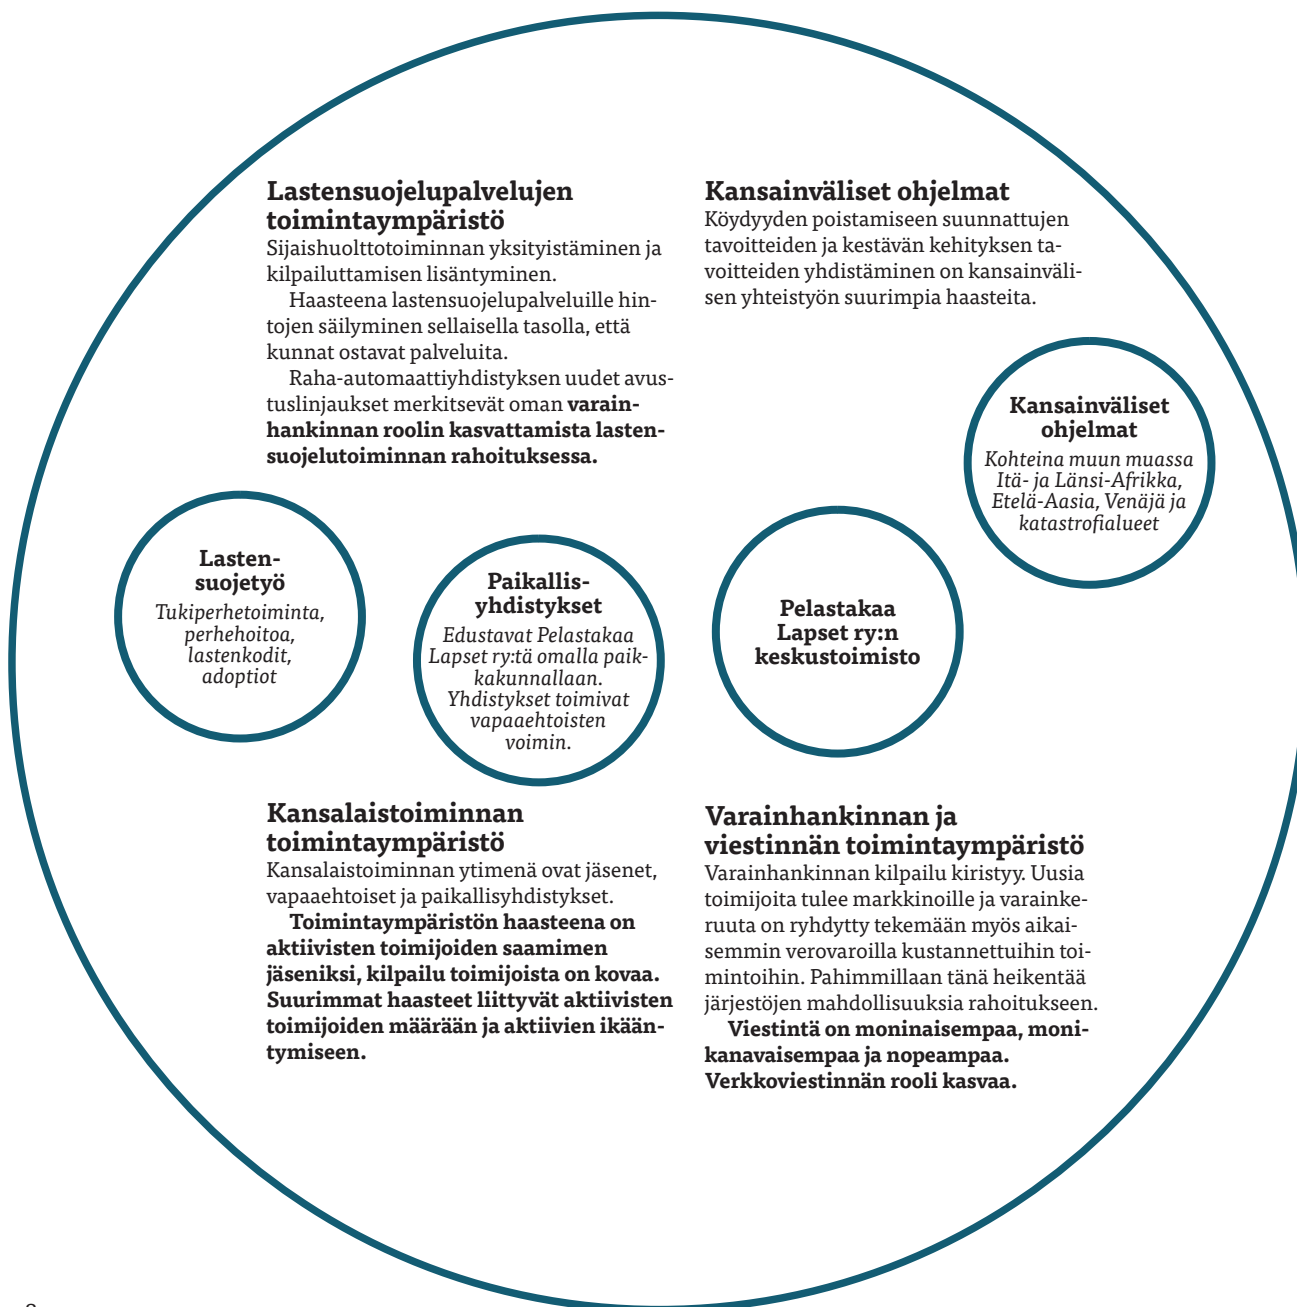 Lastensuojelupalvelujen
toimintaympäristö
Sijaishuolttotoiminnan yksityistäminen ja
kilpailuttamisen lisäntyminen.
Haasteena lastensuojelupalveluille hin-
tojen säilyminen sellaisella tasolla, että
kunnat ostavat palveluita.
Raha-automaattiyhdistyksen uudet avus-
tuslinjaukset merkitsevät oman varain-
hankinnan roolin kasvattamista lasten-
suojelutoiminnan rahoituksessa.
Kansainväliset ohjelmat
Köydyyden poistamiseen suunnattujen
tavoitteiden ja kestävän kehityksen ta-
voitteiden yhdistäminen on kansainväli-
sen yhteistyön suurimpia haasteita.
Kansainväliset
ohjelmat
Kohteina muun muassa
Itä- ja Länsi-Afrikka,
Etelä-Aasia, Venäjä ja
katastrofialueet
Lasten-
suojetyö
Tukiperhetoiminta,
perhehoitoa,
lastenkodit,
adoptiot
Paikallis-
yhdistykset
Edustavat Pelastakaa
Lapset ry:tä omalla paik-
kakunnallaan.
Yhdistykset toimivat
vapaaehtoisten
voimin.
Pelastakaa
Lapset ry:n
keskustoimisto
Kansalaistoiminnan
toimintaympäristö
Kansalaistoiminnan ytimenä ovat jäsenet,
vapaaehtoiset ja paikallisyhdistykset.
Toimintaympäristön haasteena on
aktiivisten toimijoiden saamimen
jäseniksi, kilpailu toimijoista on kovaa.
Suurimmat haasteet liittyvät aktiivisten
toimijoiden määrään ja aktiivien ikään-
tymiseen.
Varainhankinnan ja
viestinnän toimintaympäristö
Varainhankinnan kilpailu kiristyy. Uusia
toimijoita tulee markkinoille ja varainke-
ruuta on ryhdytty tekemään myös aikai-
semmin verovaroilla kustannettuihin toi-
mintoihin. Pahimmillaan tänä heikentää
järjestöjen mahdollisuuksia rahoitukseen.
Viestintä on moninaisempaa, moni-
kanavaisempaa ja nopeampaa.
Verkkoviestinnän rooli kasvaa.